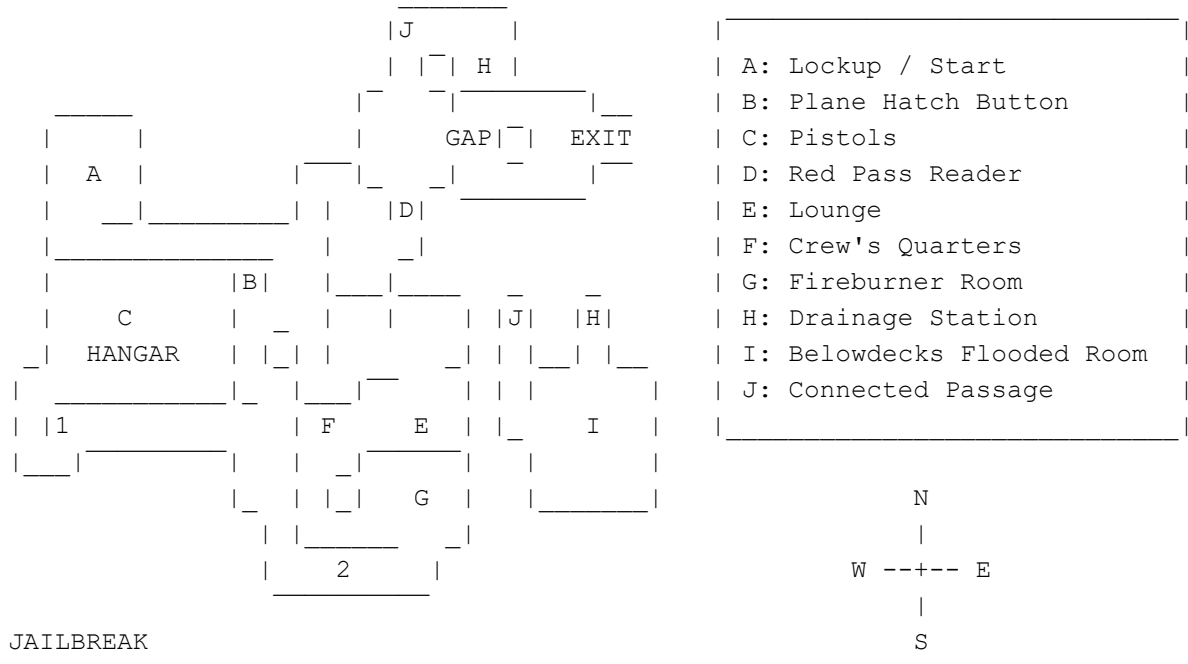 J
H
A: Lockup / Start
B: Plane Hatch Button
GAP EXIT
C: Pistols
A
D: Red Pass Reader
D
E: Lounge
F: Crew's Quarters
B
G: Fireburner Room
C J H
H: Drainage Station
HANGAR
I: Belowdecks Flooded Room
J: Connected Passage
1 F E I
G
N
2
W --+-- E
JAILBREAK
S